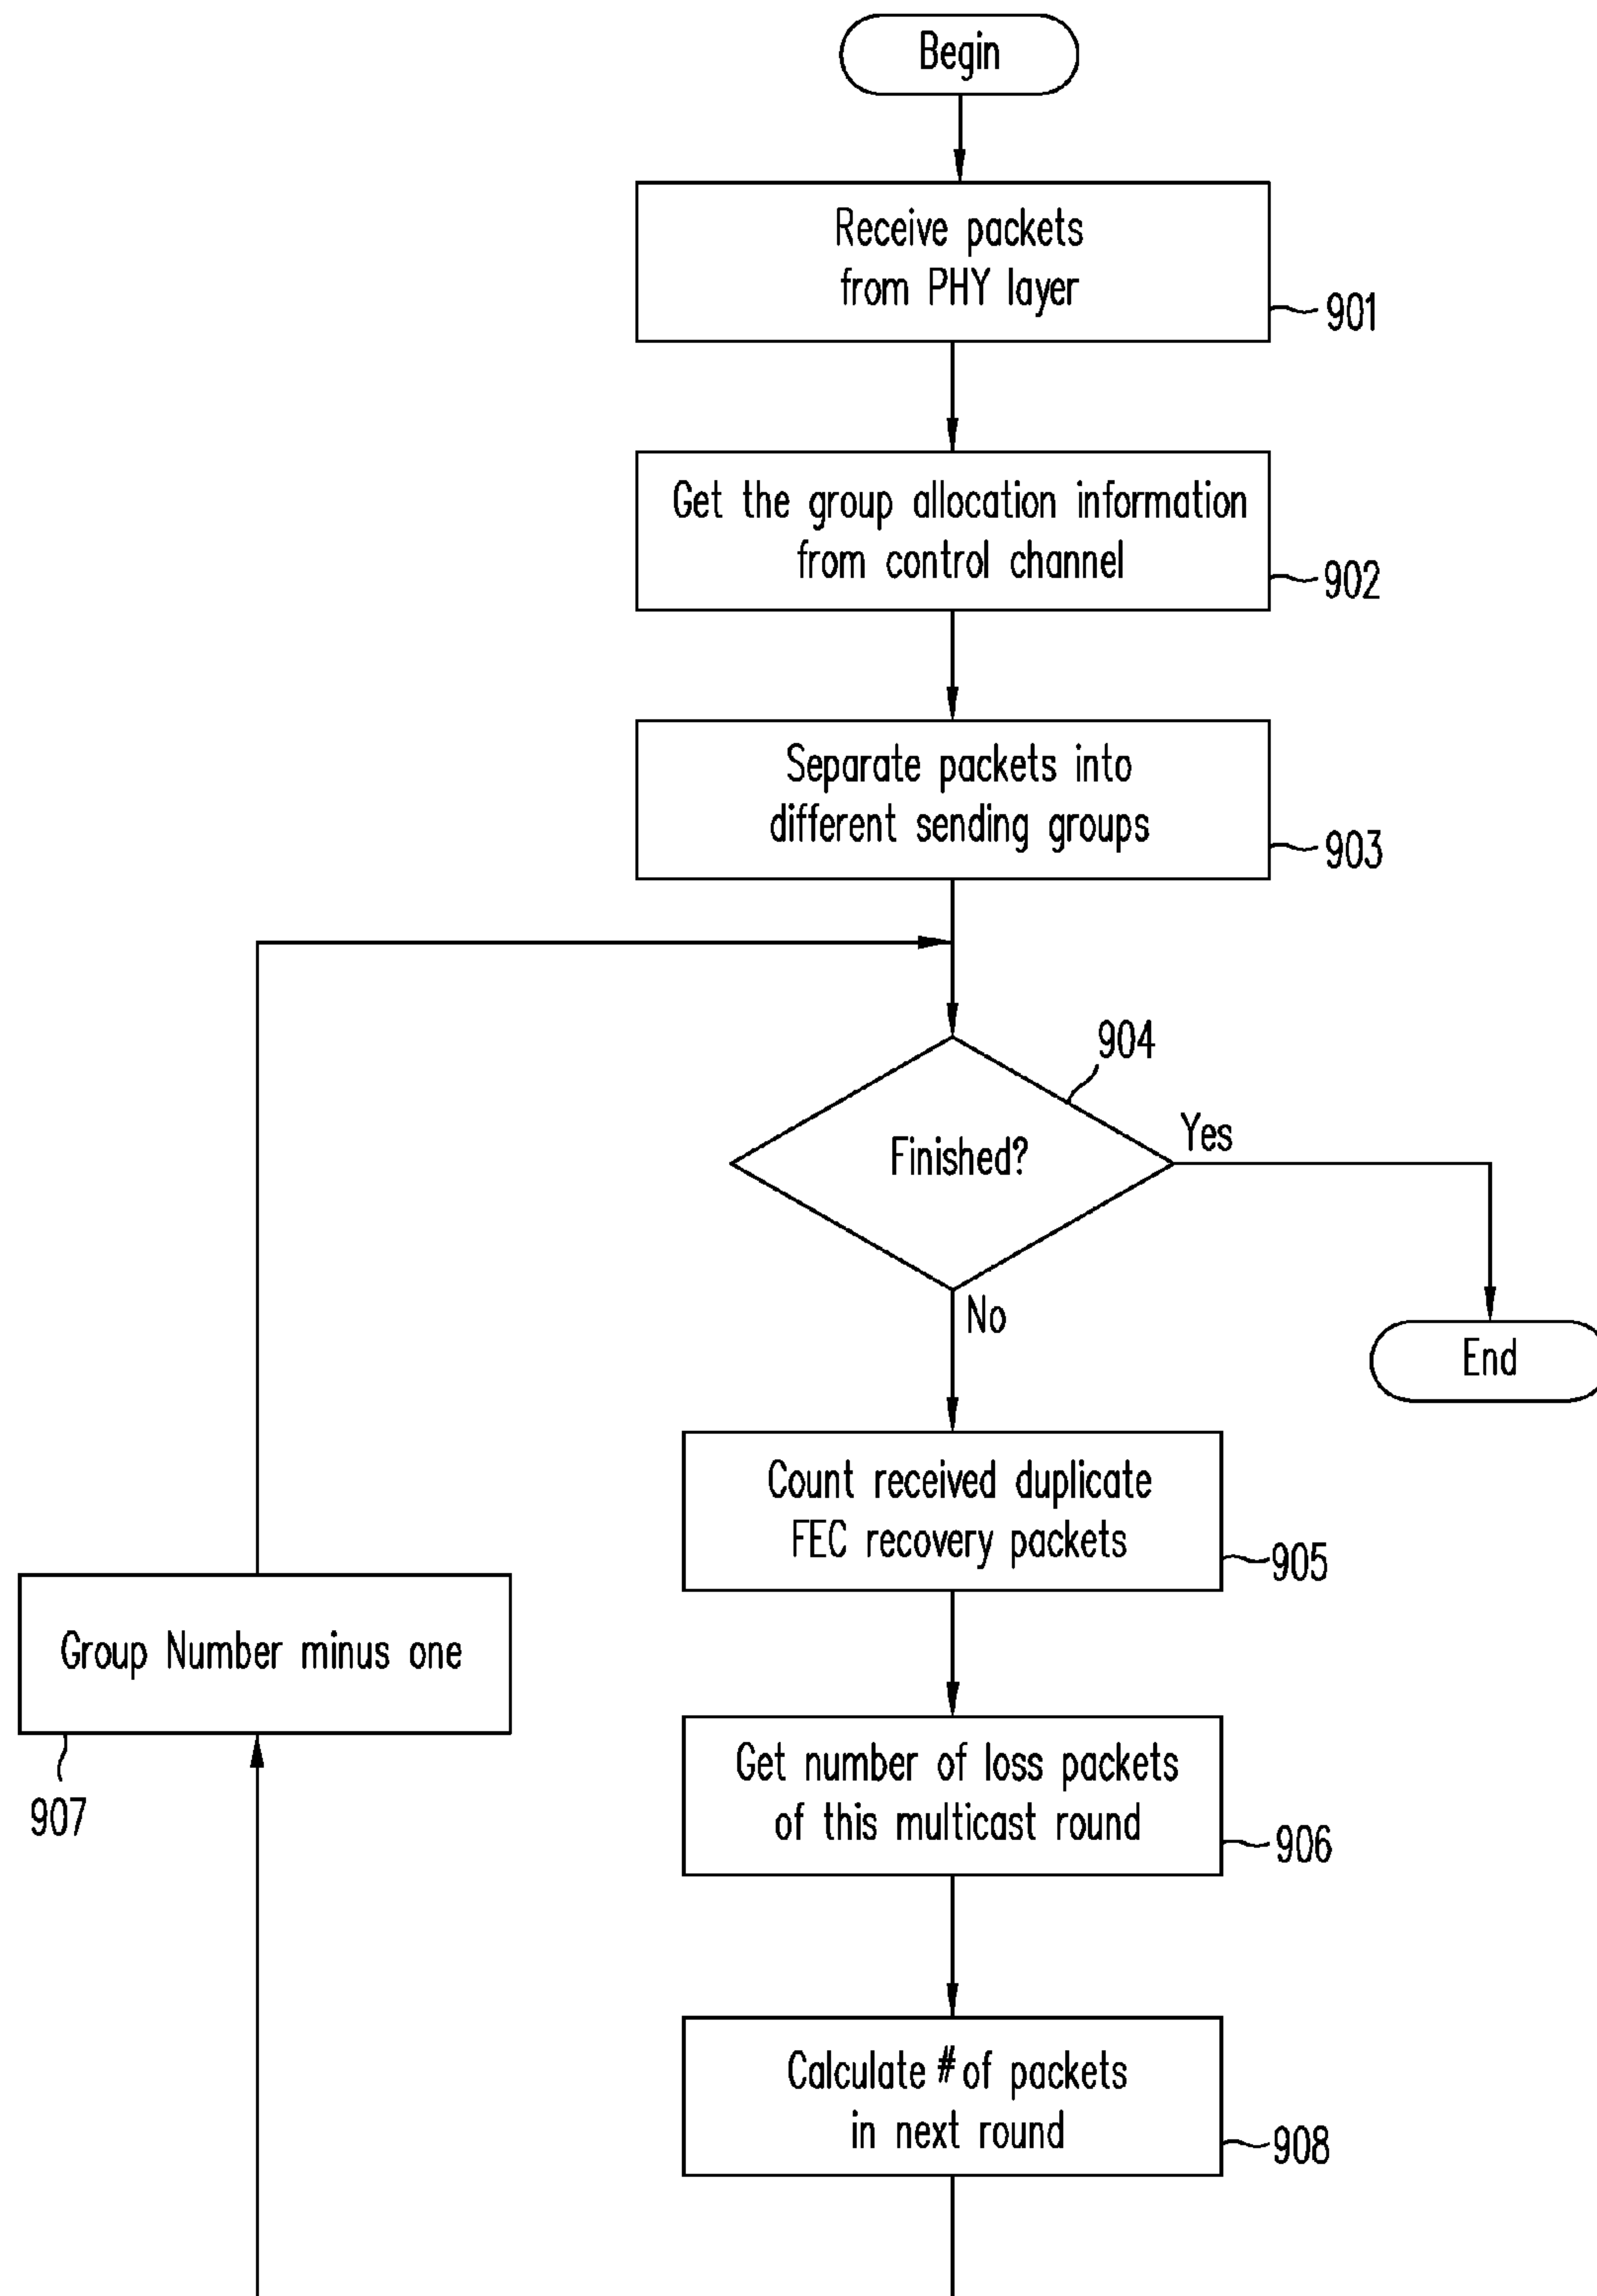 Begin
Receive packets
from PHY layer
901
Get the group allocation information
from control channel
902
Separate packets into
different sending groups
903
904
Finished?
Yes
No
End
Count received duplicate
FEC recovery packets
905
Group Number minus one
907
Get number of loss packets
of this multicast round
906
Calculate # of packets
in next round
908